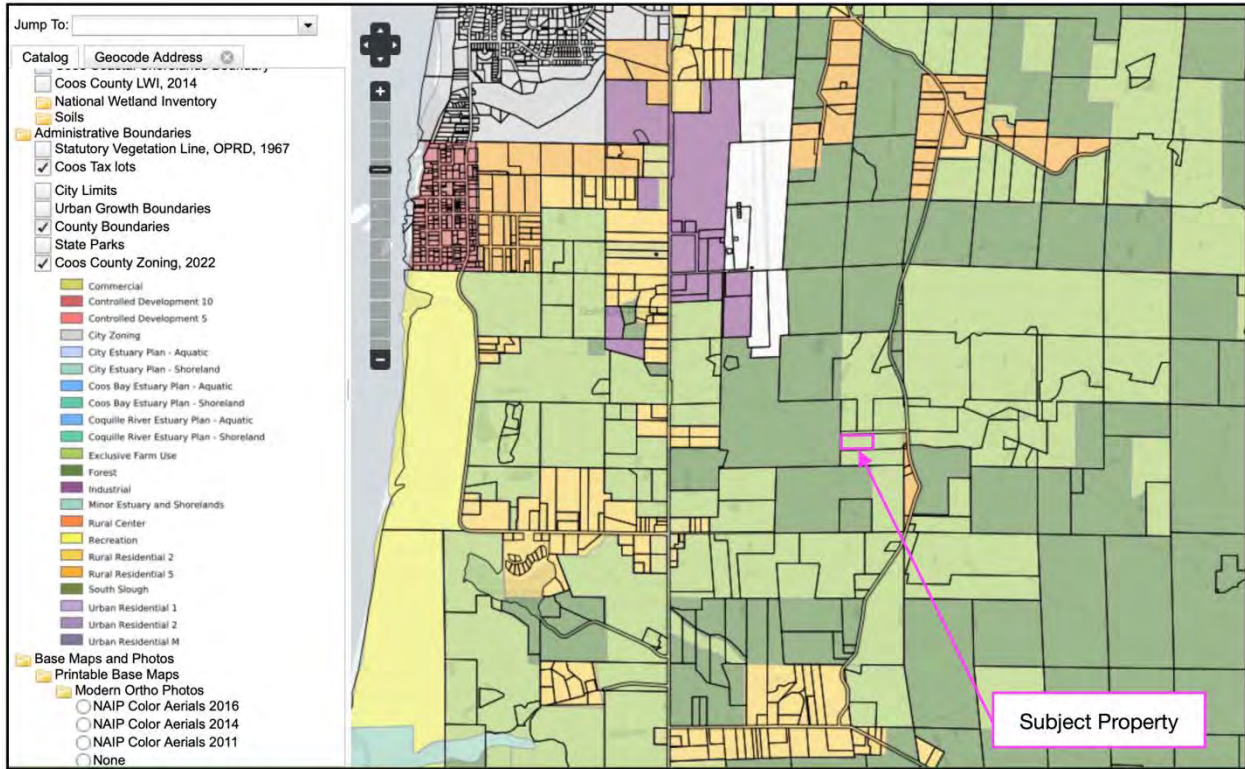 Jump To:
Catalog
Geocode Address
Coos Coastal Shorelands Boundary
Coos County LWI, 2014
National Wetland Inventory
Soils
Administrative Boundaries
Statutory Vegetation Line, OPRD, 1967
Coos Tax lots
City Limits
Urban Growth Boundaries
County Boundaries
State Parks
Coos County Zoning, 2022
Commercial
Controlled Development 10
Controlled Development 5
City Zoning
City Estuary Plan - Aquatic
City Estuary Plan - Shoreland
Coos Bay Estuary Plan - Aquatic
Coos Bay Estuary Plan - Shoreland
Coquille River Estuary Plan - Aquatic
Coquille River Estuary Plan - Shoreland
Exclusive Farm Use
Forest
Industrial
Minor Estuary and Shorelands
Rural Center
Recreation
Rural Residential 2
Rural Residential 5
South Slough
Urban Residential 1
Urban Residential 2
Urban Residential M
Base Maps and Photos
Printable Base Maps
Modern Ortho Photos
NAIP Color Aerials 2016
NAIP Color Aerials 2014
NAIP Color Aerials 2011
None
Subject Property